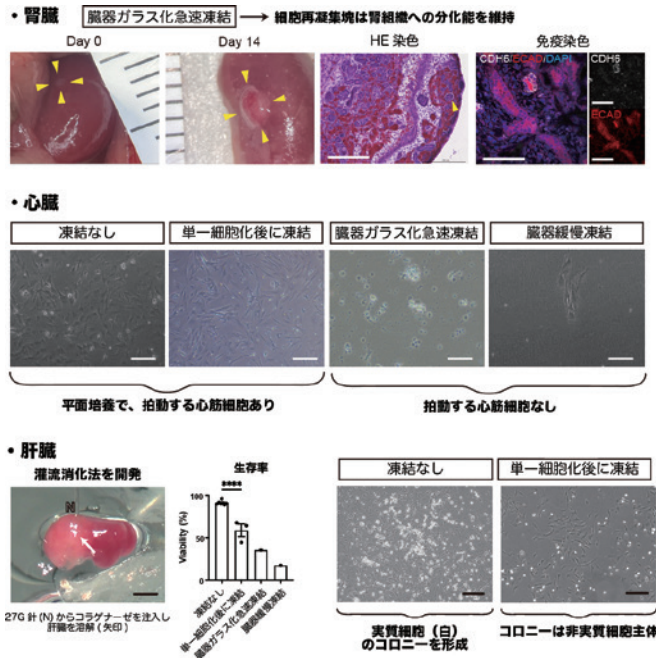 ・腎臓
臓器ガラス化急速凍結
細胞再凝集塊は腎組織への分化能を維持
Day 0
Day 14
HE 染色
免疫染色
CDH6/ECAD/DAPI
CDH6
ECAD
・心臓
凍結なし
単一細胞化後に凍結
臓器ガラス化急速凍結
臓器緩慢凍結
平面培養で、拍動する心筋細胞あり
拍動する心筋細胞なし
・肝臓
灌流消化法を開発
N
27G 針 (N) からコラゲナーゼを注入し
肝臓を溶解 (矢印)
生存率
****
Viability (%)
100
50
0
凍結なし
単一細胞化後に凍結
臓器ガラス化急速凍結
臓器緩慢凍結
凍結なし
単一細胞化後に凍結
実質細胞（白）
のコロニーを形成
コロニーは非実質細胞主体